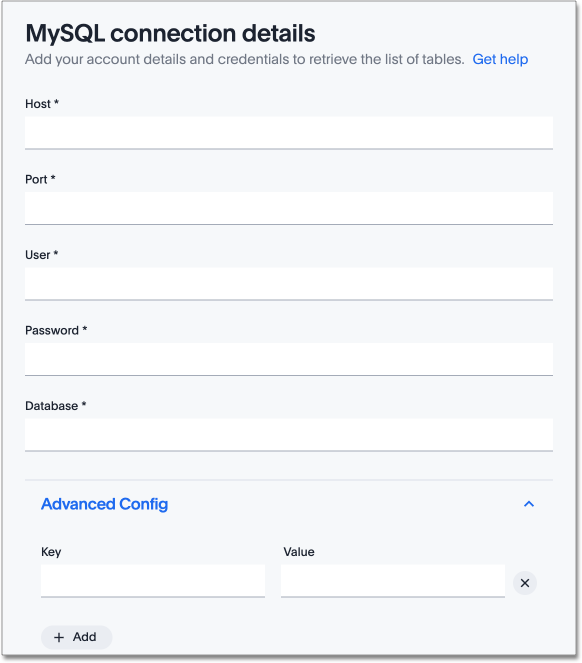 MySQL connection details
Add your account details and credentials to retrieve the list of tables. Get help
Host *
Port *
User *
Password *
Database *
Advanced Config
Key Value
+ Add